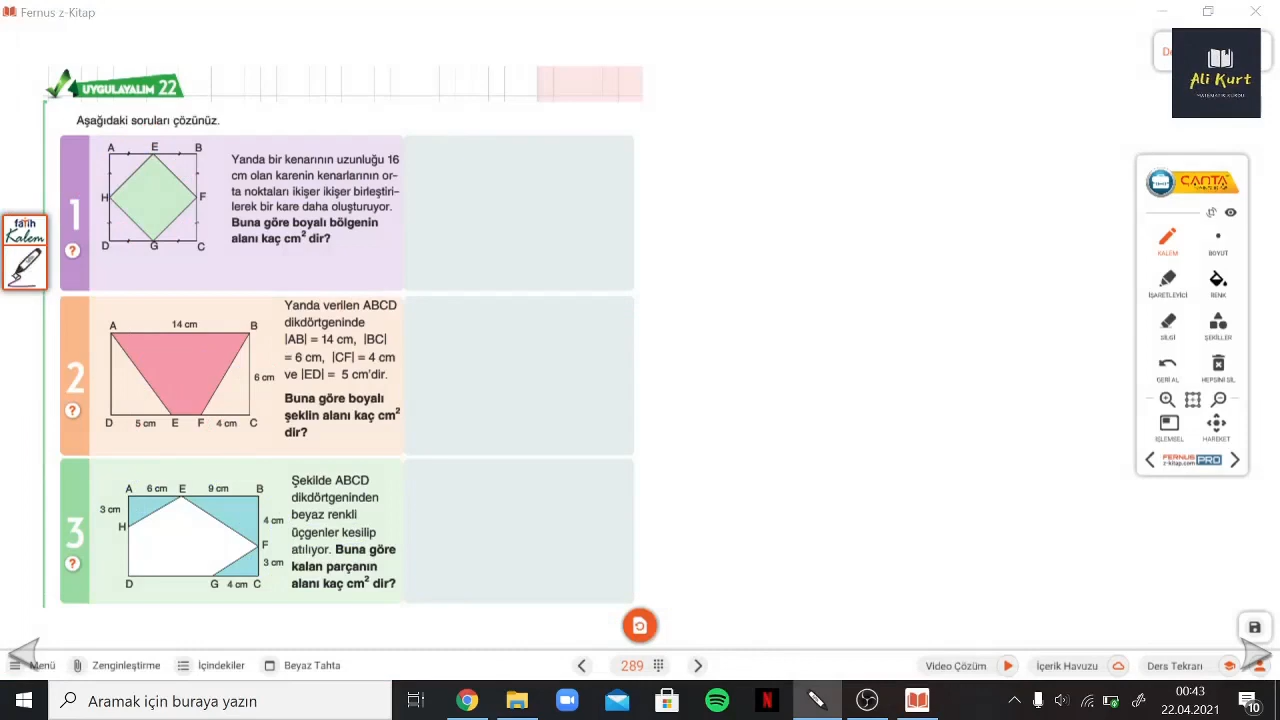 Fernus z-Kitap
Ali Kurt
UYGULAYALIM 22
Aşağıdaki soruları çözünüz.
1
?
A E B
H F
D G C
Yanda bir kenarının uzunluğu 16
cm olan karenin kenarlarının or-
ta noktaları ikişer ikişer birleştiri-
lerek bir kare daha oluşturuyor.
Buna göre boyalı bölgenin
alanı kaç cm² dir?
fatih
Kalem
2
?
A 14 cm B
6 cm
D 5 cm E F 4 cm C
Yanda verilen ABCD
dikdörtgeninde
|AB| = 14 cm, |BC|
= 6 cm, |CF| = 4 cm
ve |ED| = 5 cm'dir.
Buna göre boyalı
şeklin alanı kaç cm²
dir?
3
?
A 6 cm E 9 cm B
3 cm
H
4 cm
F
3 cm
D G 4 cm C
Şekilde ABCD
dikdörtgeninden
beyaz renkli
üçgenler kesilip
atılıyor. Buna göre
kalan parçanın
alanı kaç cm² dir?
ÇANTA
KALEM BOYUT
İŞARETLEYİCİ RENK
SİLGİ ŞEKİLLER
GERİ AL HEPSİNİ SİL
İŞLEMSEL HAREKET
FERNUS
z-kitap.com PRO
Menü Zenginleştirme İçindekiler Beyaz Tahta 289 Video Çözüm İçerik Havuzu Ders Tekrarı
Aramak için buraya yazın
00:43
22.04.2021
10